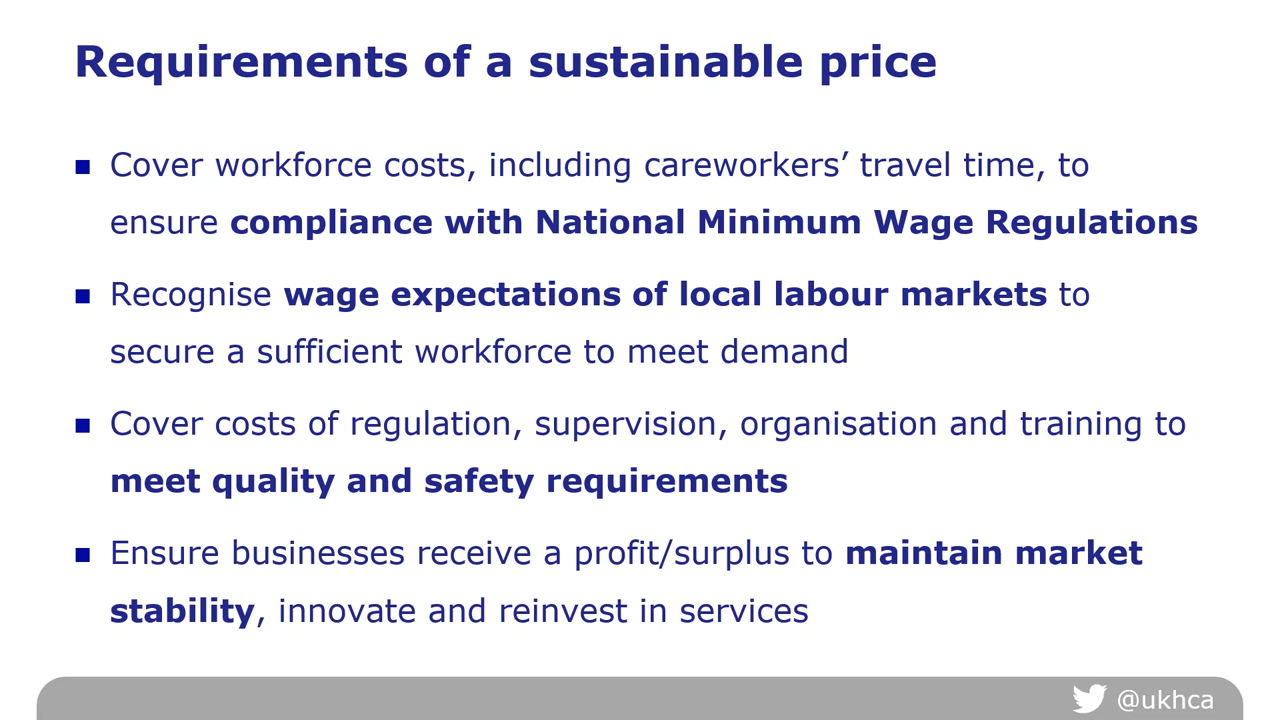 Requirements of a sustainable price
Cover workforce costs, including careworkers’ travel time, to
ensure compliance with National Minimum Wage Regulations
Recognise wage expectations of local labour markets to
secure a sufficient workforce to meet demand
Cover costs of regulation, supervision, organisation and training to
meet quality and safety requirements
Ensure businesses receive a profit/surplus to maintain market
stability, innovate and reinvest in services
@ukhca